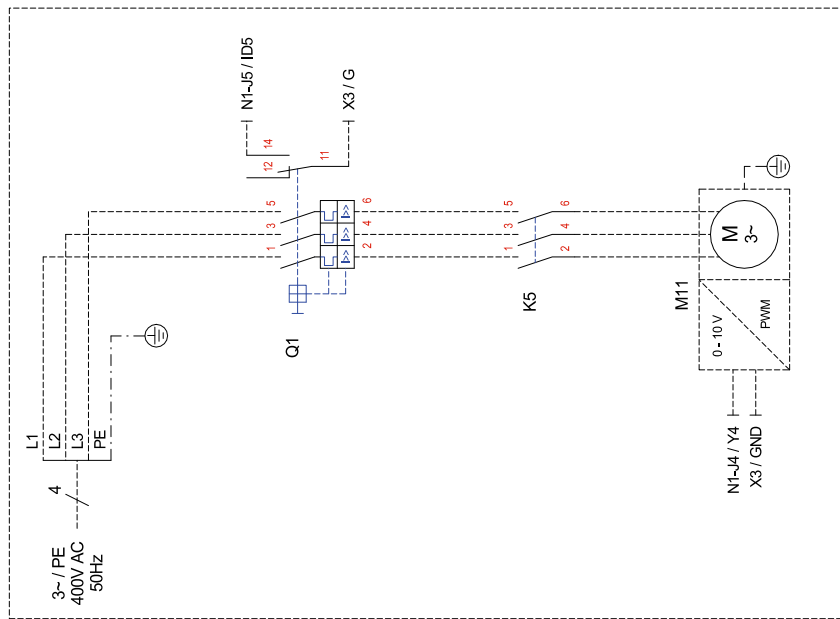 N1-J5 / ID5
X3 / G
14
12
11
5
3
1
6
4
2
Q1
L1
L2
L3
PE
4
3~ / PE
400V AC
50Hz
5
3
1
6
4
2
K5
M
3~
M11
0 - 10 V
PWM
N1-J4 / Y4
X3 / GND
I>
I>
I>